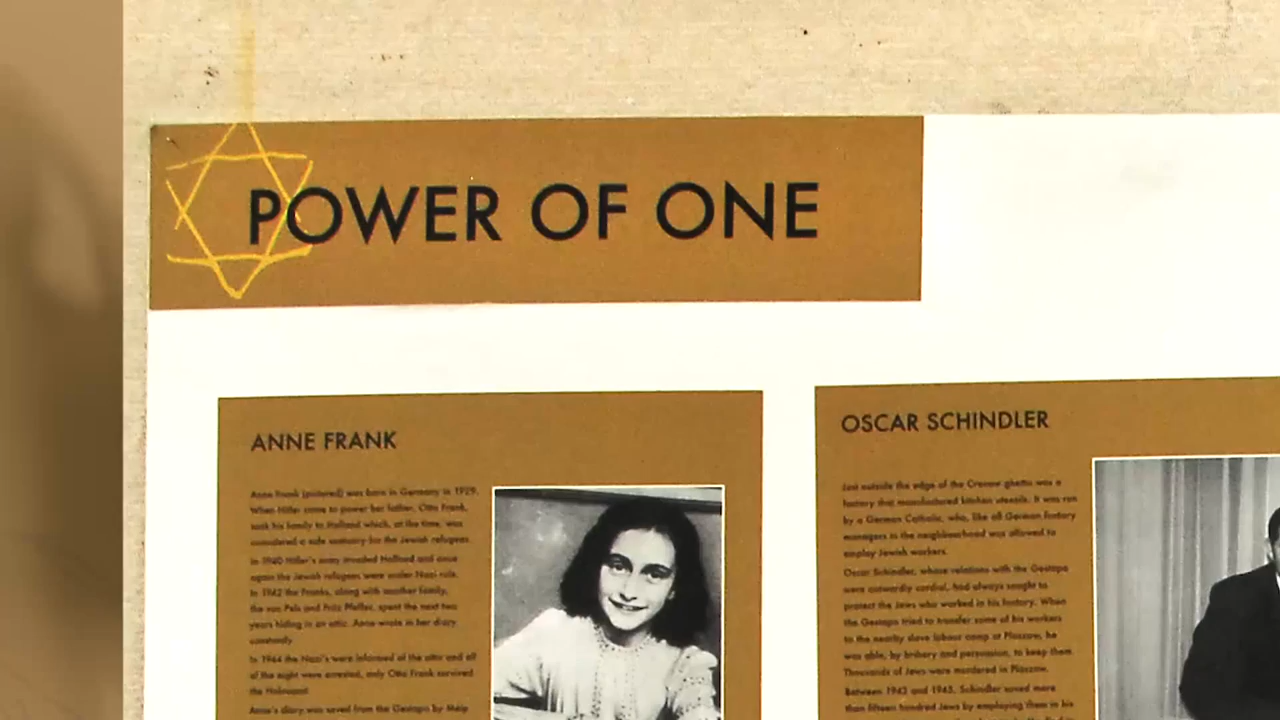 POWER OF ONE
ANNE FRANK
Anne Frank (pictured) was born in Germany in 1929.
When Hitler came to power her father, Otto Frank,
took his family to Holland which, at the time, was
considered a safe sanctuary for the Jewish refugees.
In 1940 Hitler's army invaded Holland and once
again the Jewish refugees were under Nazi rule.
In 1942 the Franks, along with another family,
the van Pels and Fritz Pfeffer, spent the next two
years hiding in an attic. Anne wrote in her diary
constantly.
In 1944 the Nazi's were informed of the attic and all
of the eight were arrested, only Otto Frank survived
the Holocaust.
Anne's diary was saved from the Gestapo by Meip
OSCAR SCHINDLER
Just outside the edge of the Cracow ghetto was a
factory that manufactured kitchen utensils. It was run
by a German Catholic, who, like all German factory
managers in the neighbourhood was allowed to
employ Jewish workers.
Oscar Schindler, whose relations with the Gestapo
were outwardly cordial, had always sought to
protect the Jews who worked in his factory. When
the Gestapo tried to transfer some of his workers
to the nearby slave labour camp at Plaszow, he
was able, by bribery and persuasion, to keep them.
Thousands of Jews were murdered in Plaszow.
Between 1942 and 1945, Schindler saved more
than fifteen hundred Jews by employing them in his